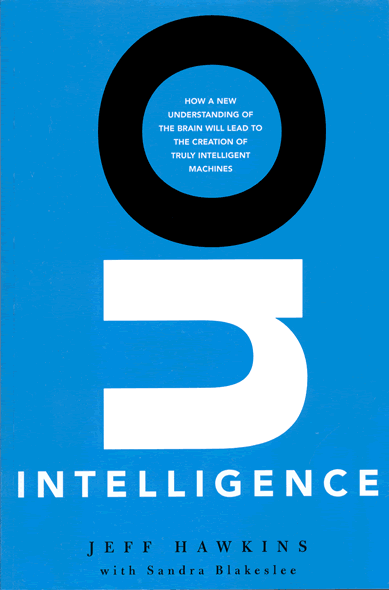 On
HOW A NEW
UNDERSTANDING OF
THE BRAIN WILL LEAD TO
THE CREATION OF
TRULY INTELLIGENT
MACHINES
INTELLIGENCE
JEFF HAWKINS
with Sandra Blakeslee